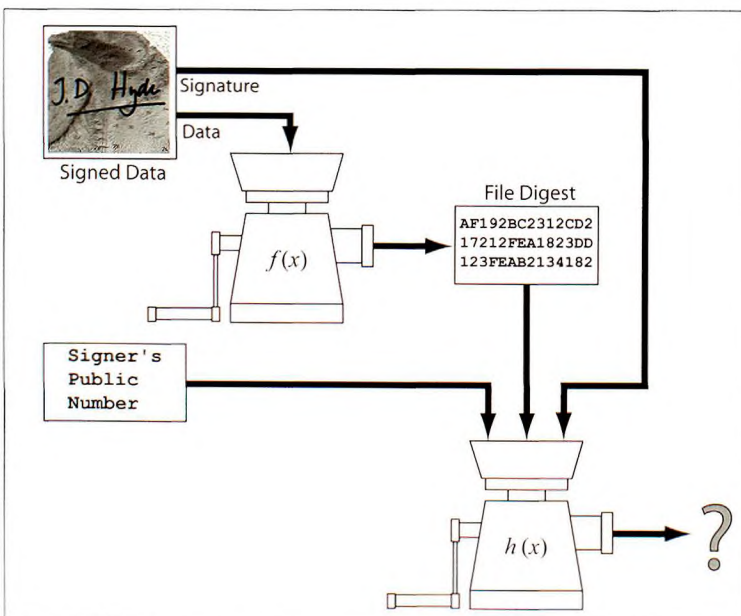 J.D. Hyde
Signature
Data
Signed Data
File Digest
AF192BC2312CD2
17212FEA1823DD
123FEAB2134182
f(x)
Signer's
Public
Number
h(x)
?